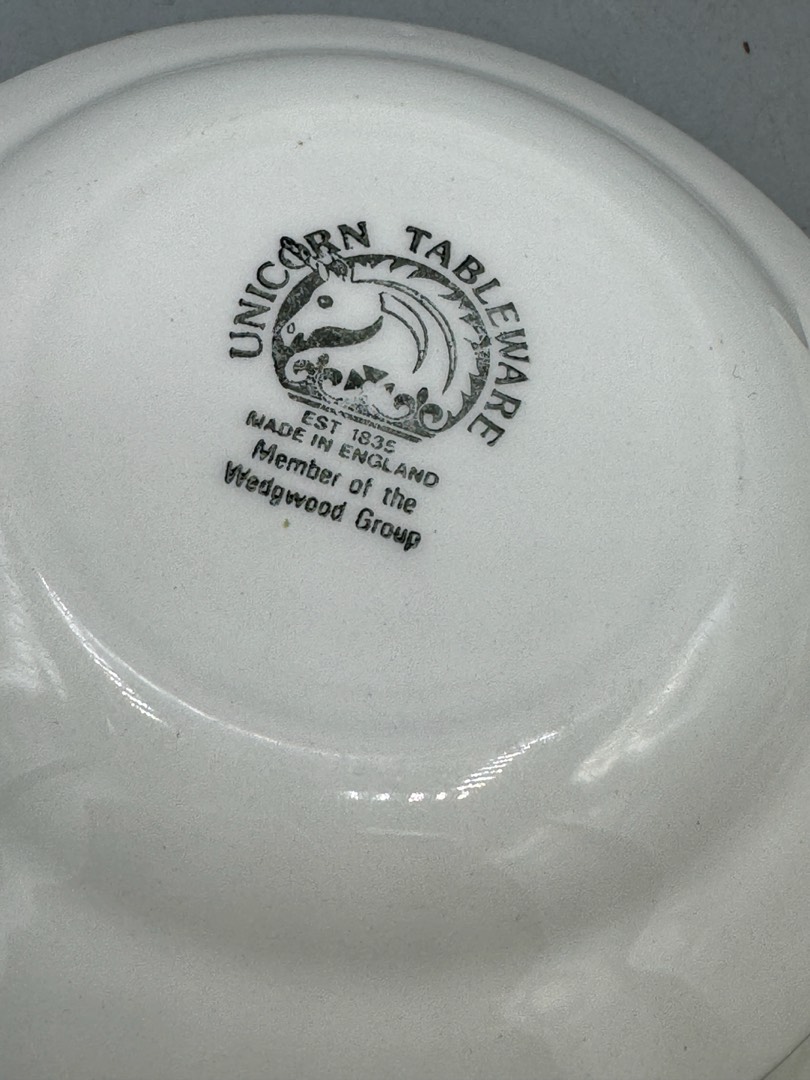 UNICORN TABLEWARE
EST 1835
MADE IN ENGLAND
Member of the
Wedgwood Group